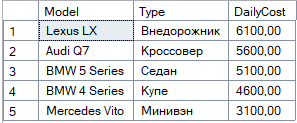 Model Type DailyCost
1 Lexus LX Внедорожник 6100,00
2 Audi Q7 Кроссовер 5600,00
3 BMW 5 Series Седан 5100,00
4 BMW 4 Series Купе 4600,00
5 Mercedes Vito Минивэн 3100,00